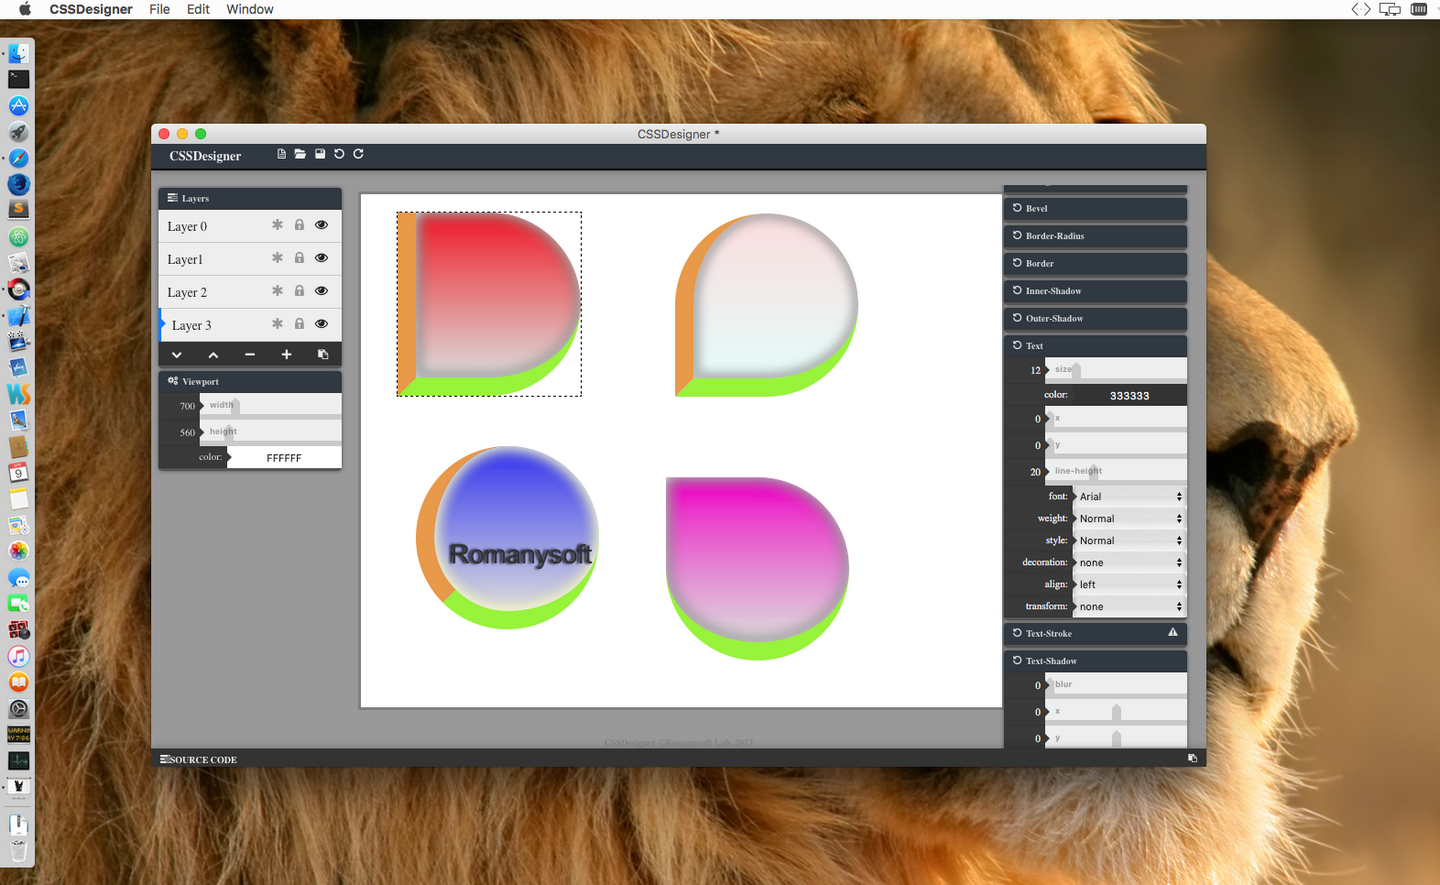 CSSDesigner File Edit Window
CSSDesigner *
CSSDesigner
Layers
Layer 0
Layer1
Layer 2
Layer 3
Viewport
700 width
560 height
color: FFFFFF
Romanysoft
Bevel
Border-Radius
Border
Inner-Shadow
Outer-Shadow
Text
12 size
color: 333333
0 x
0 y
20 line-height
font: Arial
weight: Normal
style: Normal
decoration: none
align: left
transform: none
Text-Stroke
Text-Shadow
0 blur
0 x
0 y
CSSDesigner ©Romanysoft Lab, 2013
SOURCE CODE
9